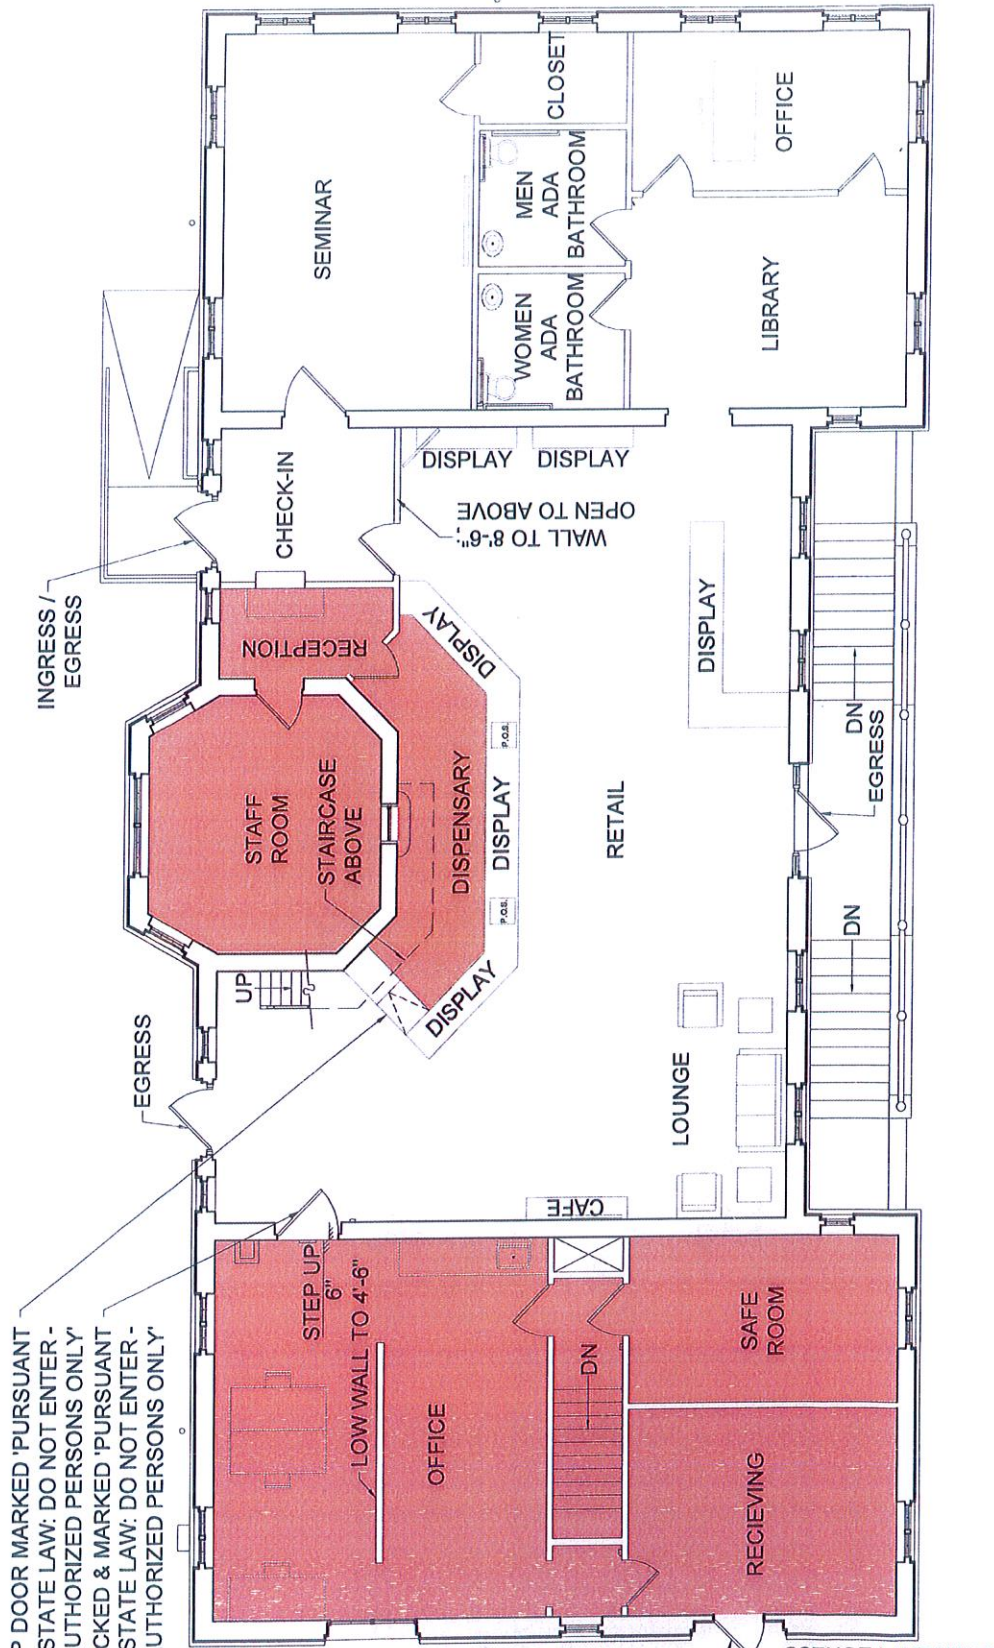 P DOOR MARKED 'PURSUANT
STATE LAW: DO NOT ENTER -
UTHORIZED PERSONS ONLY'
CKED & MARKED 'PURSUANT
STATE LAW: DO NOT ENTER -
UTHORIZED PERSONS ONLY'
EGRESS
INGRESS /
EGRESS
STEP UP
6"
LOW WALL TO 4'-6"
OFFICE
DN
RECIEVING
SAFE
ROOM
UP
STAFF
ROOM
STAIRCASE
ABOVE
RECEPTION
DISPENSARY
DISPLAY
DISPLAY
DISPLAY
P.O.S.
P.O.S.
CHECK-IN
WALL TO 8'-6";
OPEN TO ABOVE
DISPLAY
DISPLAY
DISPLAY
RETAIL
LOUNGE
CAFE
DN
EGRESS
DN
SEMINAR
CLOSET
MEN
ADA
BATHROOM
WOMEN
ADA
BATHROOM
OFFICE
LIBRARY